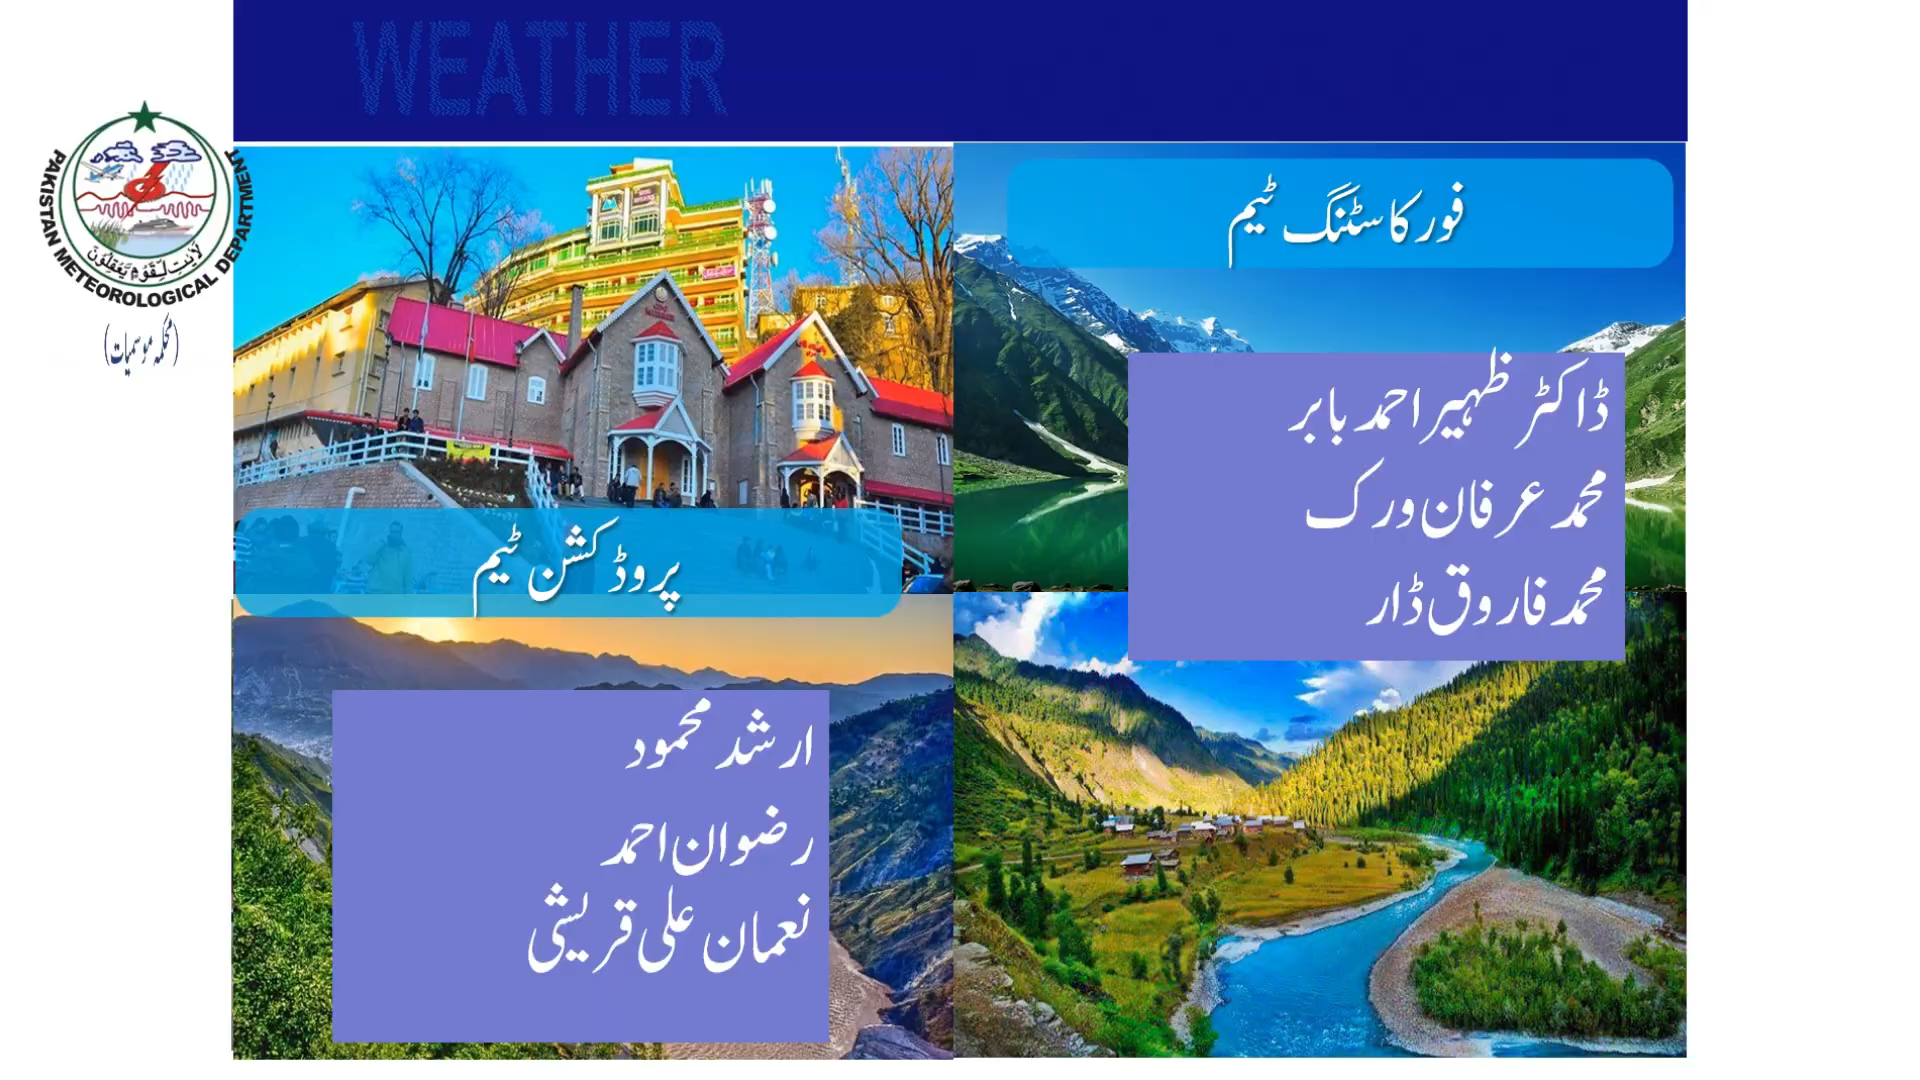 WEATHER
PAKISTAN METEOROLOGICAL DEPARTMENT
لَاٰيٰتٍ لِّقَوْمٍ يَّعْقِلُوْنَ
(محکمہ موسمیات)
فورکاسٹنگ ٹیم
ڈاکٹر ظہیر احمد بابر
محمد عرفان ورک
محمد فاروق ڈار
پروڈکشن ٹیم
ارشد محمود
رضوان احمد
نعمان علی قریشی